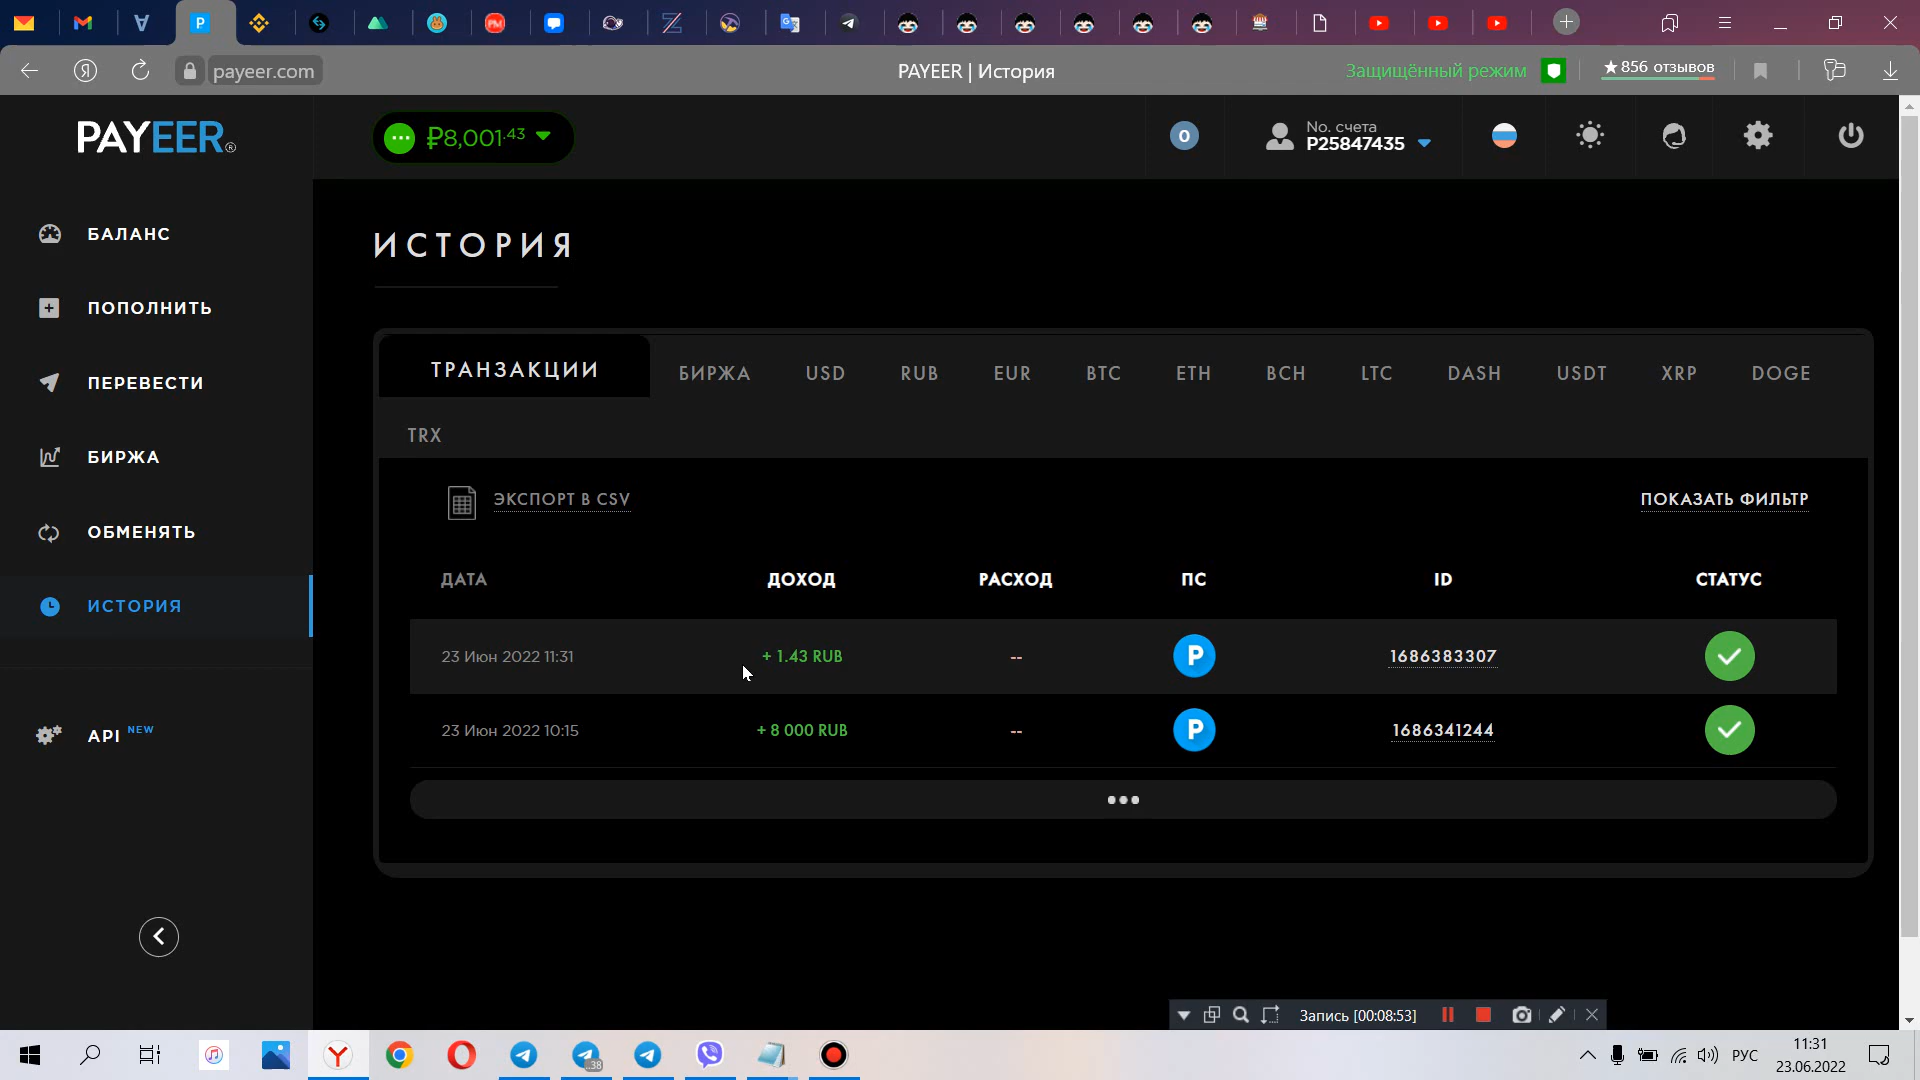 payeer.com
PAYEER | История
Защищённый режим
★856 отзывов
PAYEER®
₽8,001.43
0
No. счета
P25847435
БАЛАНС
ПОПОЛНИТЬ
ПЕРЕВЕСТИ
БИРЖА
ОБМЕНЯТЬ
ИСТОРИЯ
API NEW
ИСТОРИЯ
ТРАНЗАКЦИИ БИРЖА USD RUB EUR BTC ETH BCH LTC DASH USDT XRP DOGE
TRX
ЭКСПОРТ В CSV
ПОКАЗАТЬ ФИЛЬТР
ДАТА ДОХОД РАСХОД ПС ID СТАТУС
23 Июн 2022 11:31 + 1.43 RUB -- P 1686383307
23 Июн 2022 10:15 + 8 000 RUB -- P 1686341244
Запись [00:08:53]
38
РУС
11:31
23.06.2022